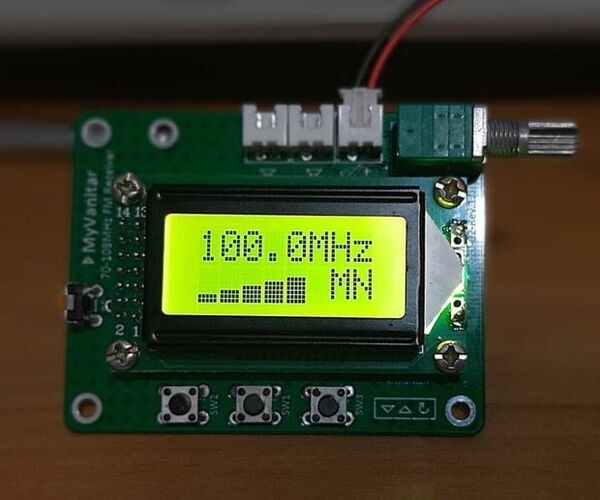 100.0MHz
MN
MyVanitar
70-108MHz FM Receiver
14 13
2 1
SW2
SW1
SW3